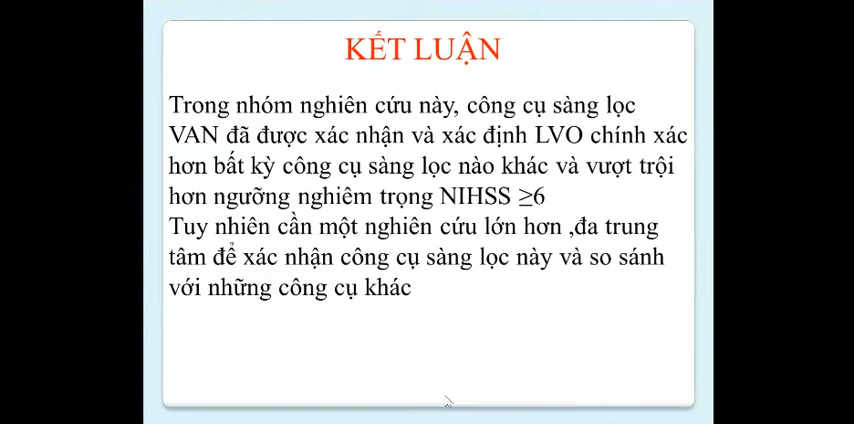 KẾT LUẬN
Trong nhóm nghiên cứu này, công cụ sàng lọc
VAN đã được xác nhận và xác định LVO chính xác
hơn bất kỳ công cụ sàng lọc nào khác và vượt trội
hơn ngưỡng nghiêm trọng NIHSS ≥6
Tuy nhiên cần một nghiên cứu lớn hơn ,đa trung
tâm để xác nhận công cụ sàng lọc này và so sánh
với những công cụ khác